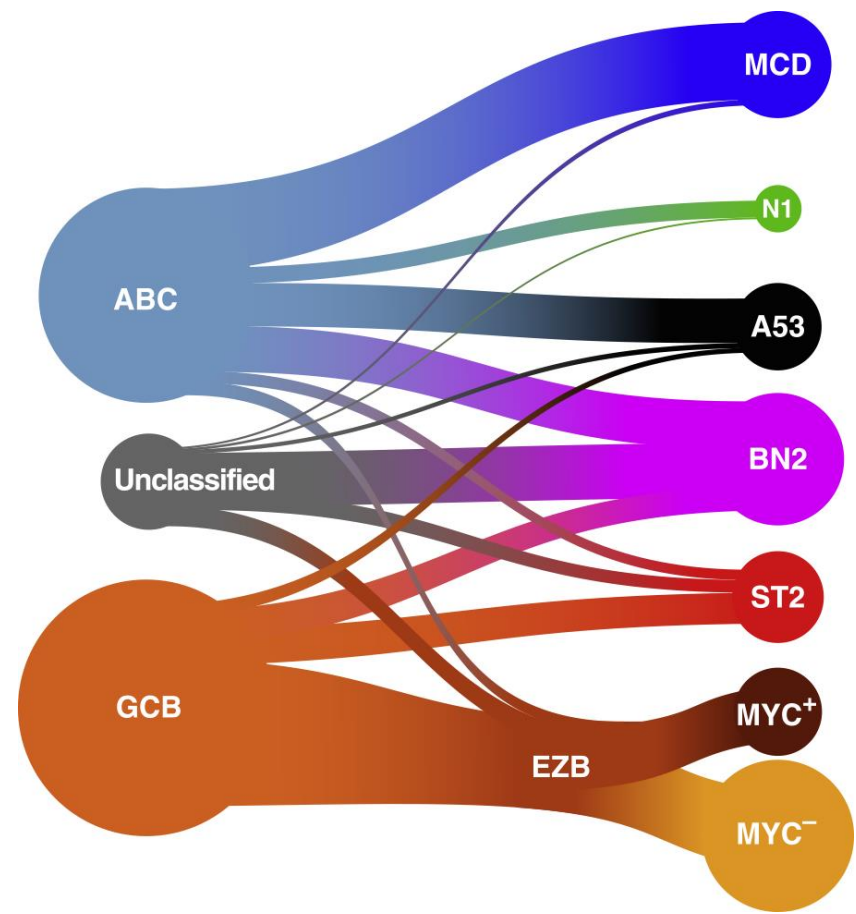 MCD
N1
ABC
A53
BN2
Unclassified
ST2
GCB
MYC⁺
EZB
MYC⁻